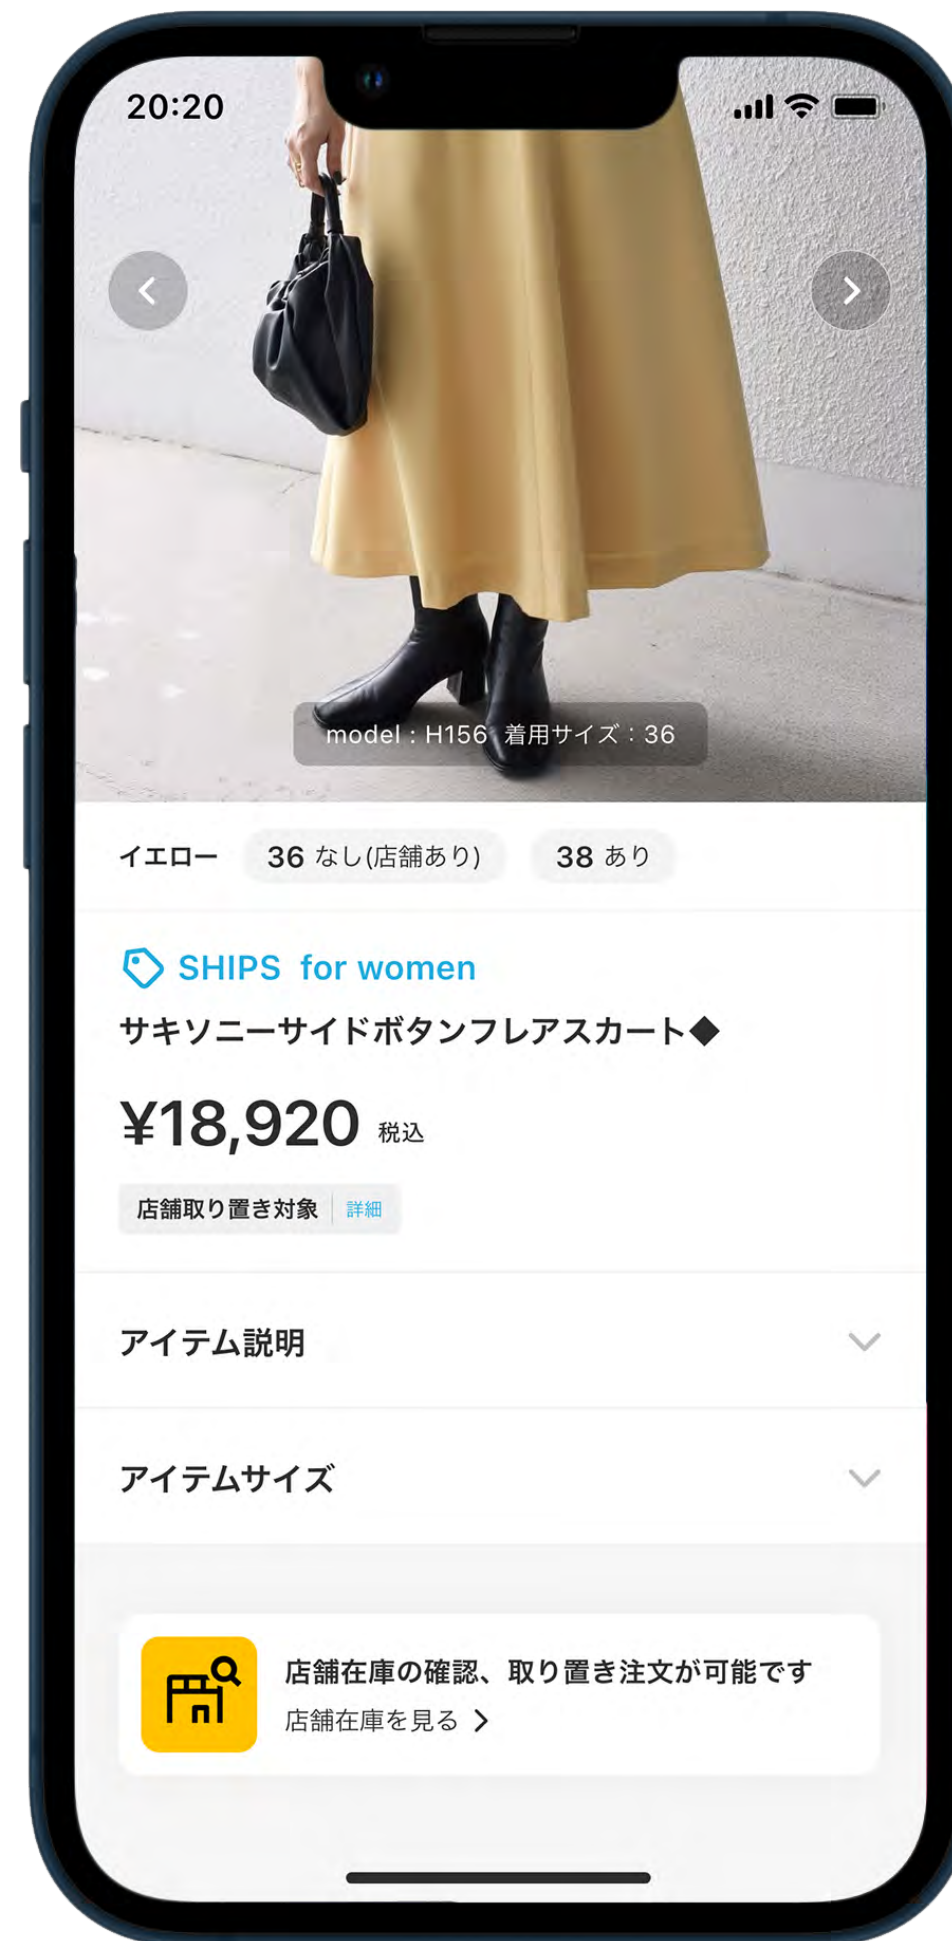 20:20
model : H156 着用サイズ : 36
イエロー 36 なし(店舗あり) 38 あり
SHIPS for women
サキソニーサイドボタンフレアスカート◆
¥18,920 税込
店舗取り置き対象 詳細
アイテム説明
アイテムサイズ
店舗在庫の確認、取り置き注文が可能です
店舗在庫を見る